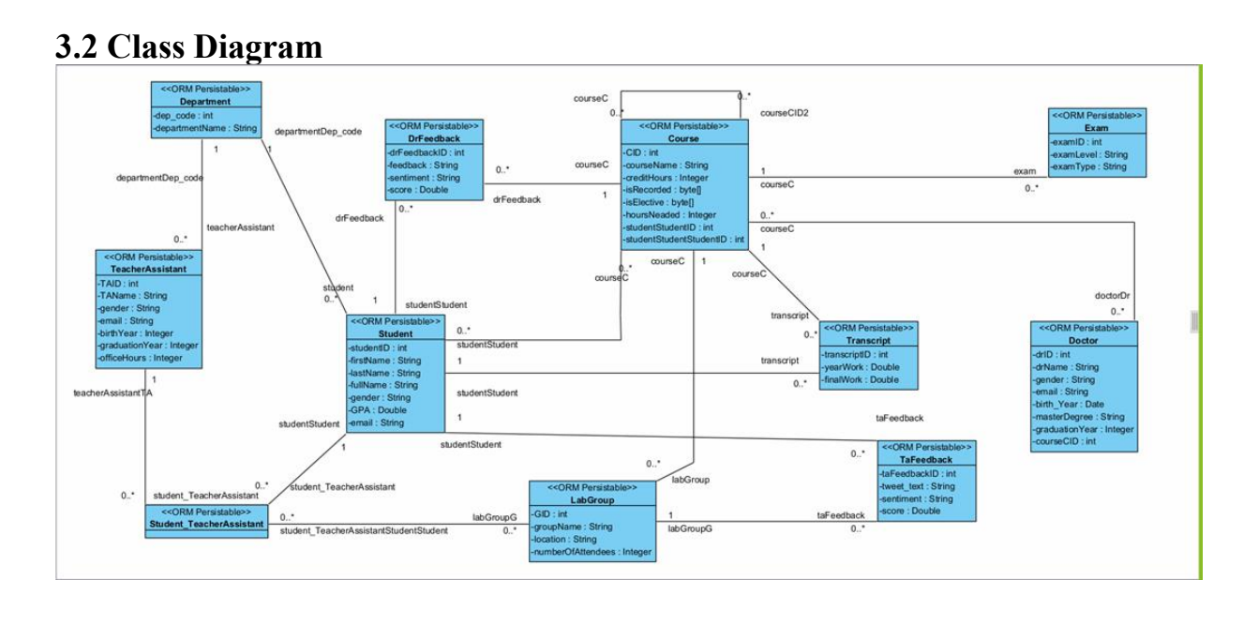 3.2 Class Diagram
<<ORM Persistable>>
Department
-dep_code : int
-departmentName : String
departmentDep_code
1
1
departmentDep_code
0..*
teacherAssistant
<<ORM Persistable>>
DrFeedback
-drFeedbackID : int
-feedback : String
-sentiment : String
-score : Double
0..*
drFeedback
0..*
drFeedback
courseC
0..*
0..*
courseCID2
<<ORM Persistable>>
Course
-CID : int
-courseName : String
-creditHours : Integer
-isRecorded : byte[]
-isElective : byte[]
-hoursNeaded : Integer
-studentStudentID : int
-studentStudentStudentID : int
courseC
1
1
courseC
exam
0..*
<<ORM Persistable>>
Exam
-examID : int
-examLevel : String
-examType : String
0..*
courseC
1
courseC
0..*
courseC
courseC
1
<<ORM Persistable>>
TeacherAssistant
-TAID : int
-TAName : String
-gender : String
-email : String
-birthYear : Integer
-graduationYear : Integer
-officeHours : Integer
student
0..*
1
studentStudent
<<ORM Persistable>>
Student
-studentID : int
-firstName : String
-lastName : String
-fullName : String
-gender : String
-GPA : Double
-email : String
0..*
studentStudent
1
studentStudent
1
studentStudent
transcript
0..*
<<ORM Persistable>>
Transcript
-transcriptID : int
-yearWork : Double
-finalWork : Double
transcript
0..*
doctorDr
0..*
<<ORM Persistable>>
Doctor
-drID : int
-drName : String
-gender : String
-email : String
-birth_Year : Date
-masterDegree : String
-graduationYear : Integer
-courseCID : int
1
teacherAssistantTA
studentStudent
1
taFeedback
0..*
<<ORM Persistable>>
TaFeedback
-taFeedbackID : int
-tweet_text : String
-sentiment : String
-score : Double
0..*
labGroup
0..*
student_TeacherAssistant
0..*
student_TeacherAssistant
<<ORM Persistable>>
Student_TeacherAssistant
0..*
student_TeacherAssistantStudentStudent
labGroupG
0..*
<<ORM Persistable>>
LabGroup
-GID : int
-groupName : String
-location : String
-numberOfAttendees : Integer
1
labGroupG
taFeedback
0..*